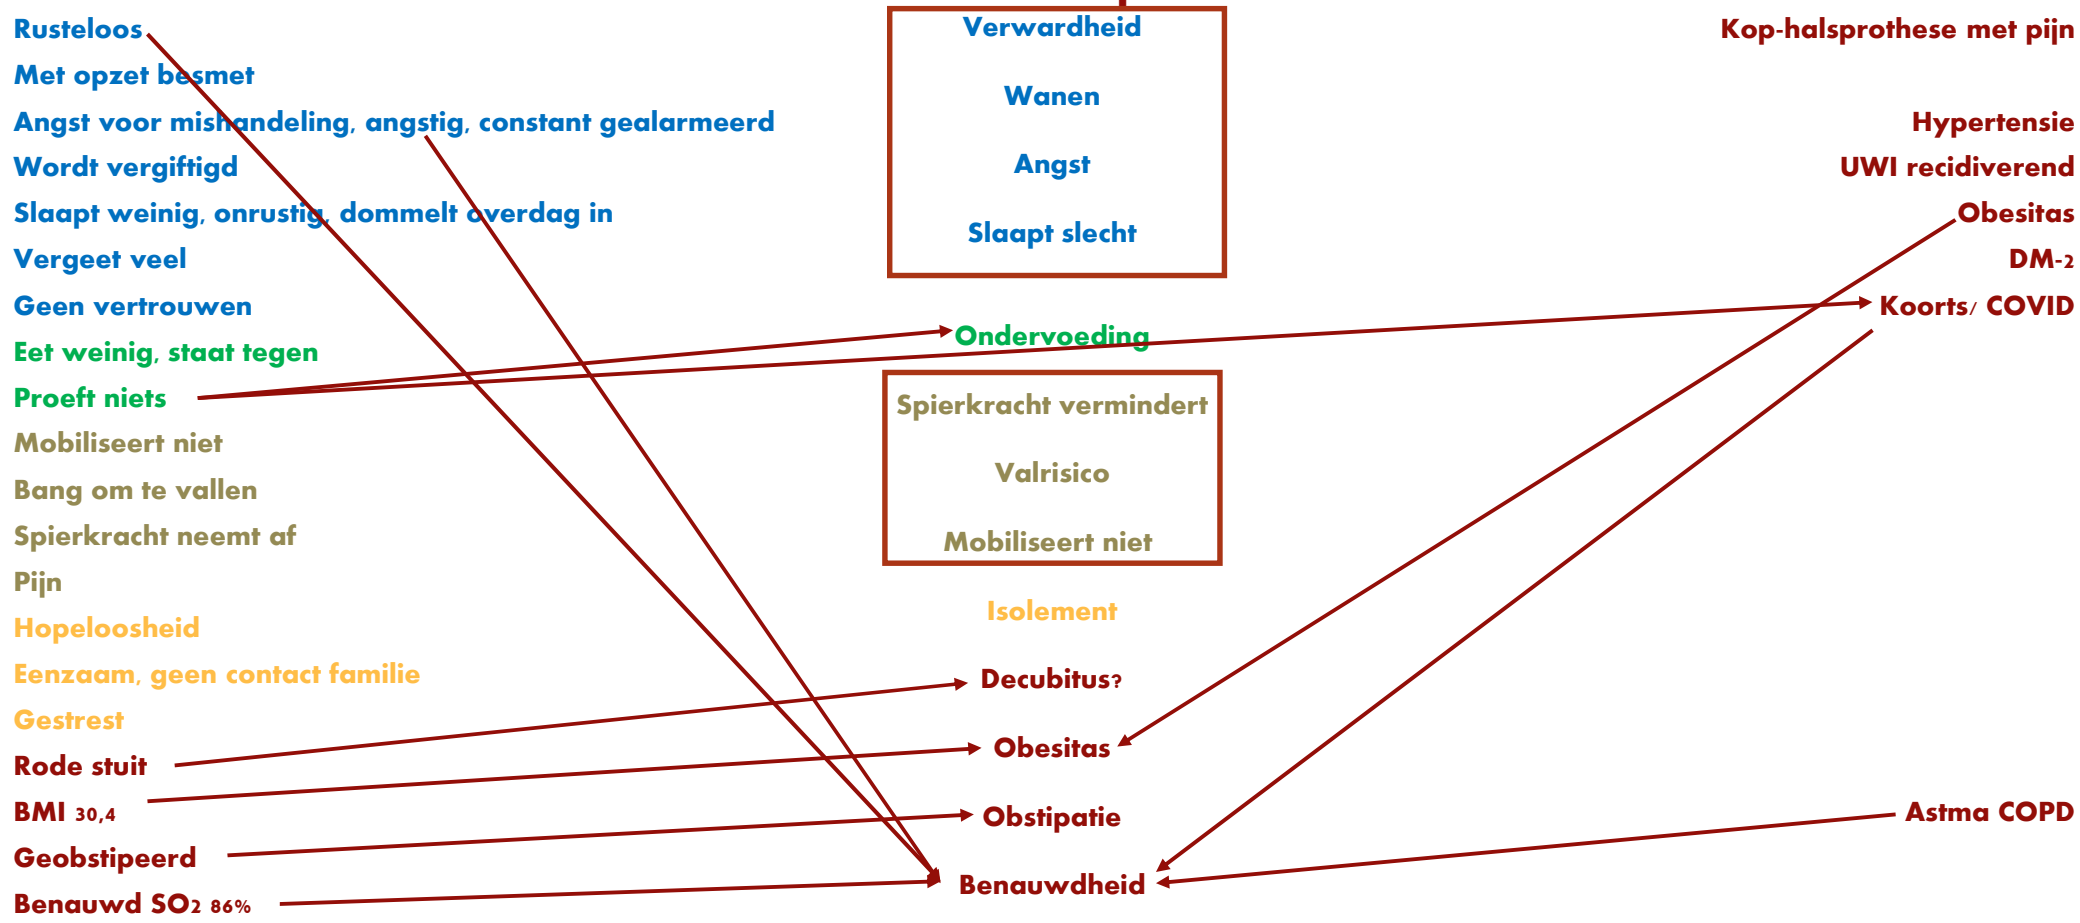 Rusteloos
Met opzet besmet
Angst voor mishandeling, angstig, constant gealarmeerd
Wordt vergiftigd
Slaapt weinig, onrustig, dommelt overdag in
Vergeet veel
Geen vertrouwen
Eet weinig, staat tegen
Proeft niets
Mobiliseert niet
Bang om te vallen
Spierkracht neemt af
Pijn
Hopeloosheid
Eenzaam, geen contact familie
Gestrest
Rode stuit
BMI 30,4
Geobstipeerd
Benauwd SO2 86%
Verwardheid
Wanen
Angst
Slaapt slecht
Ondervoeding
Spierkracht vermindert
Valrisico
Mobiliseert niet
Isolement
Decubitus?
Obesitas
Obstipatie
Benauwdheid
Kop-halsprothese met pijn
Hypertensie
UWI recidiverend
Obesitas
DM-2
Koorts/ COVID
Astma COPD